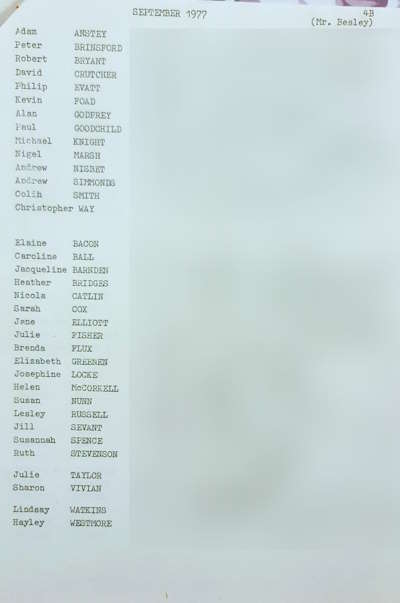 SEPTEMBER 1977 4B
(Mr. Besley)
Adam ANSTEY
Peter BRINSFORD
Robert BRYANT
David CRUTCHER
Philip EVATT
Kevin FOAD
Alan GODFREY
Paul GOODCHILD
Michael KNIGHT
Nigel MARSH
Andrew NISBET
Andrew SIMMONDS
Colin SMITH
Christopher WAY
Elaine BACON
Caroline BALL
Jacqueline BARNDEN
Heather BRIDGES
Nicola CATLIN
Sarah COX
Jane ELLIOTT
Julie FISHER
Brenda FLUX
Elizabeth GREENEN
Josephine LOCKE
Helen McCORKELL
Susan NUNN
Lesley RUSSELL
Jill SEVANT
Susannah SPENCE
Ruth STEVENSON
Julie TAYLOR
Sharon VIVIAN
Lindsay WATKINS
Hayley WESTMORE